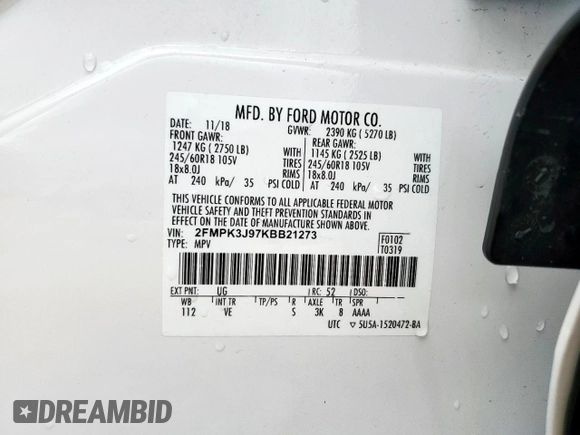 MFD. BY FORD MOTOR CO.
DATE: 11/18 GVWR: 2390 KG ( 5270 LB)
FRONT GAWR: REAR GAWR:
1247 KG ( 2750 LB) WITH 1145 KG ( 2525 LB) WITH
245/60R18 105V TIRES 245/60R18 105V TIRES
18x8.0J RIMS 18x8.0J RIMS
AT 240 kPa/ 35 PSI COLD AT 240 kPa/ 35 PSI COLD
THIS VEHICLE CONFORMS TO ALL APPLICABLE FEDERAL MOTOR
VEHICLE SAFETY AND THEFT PREVENTION STANDARDS IN
EFFECT ON THE DATE OF MANUFACTURE SHOWN ABOVE.
VIN: 2FMPK3J97KBB21273 F0102
TYPE: MPV T0319
EXT PNT: UG RC: 52 DSO:
WB INT TR TP/PS R AXLE TR SPR
112 VE S 3K 8 AAAA
UTC ▽ 5U5A-1520472-BA
DREAMBID